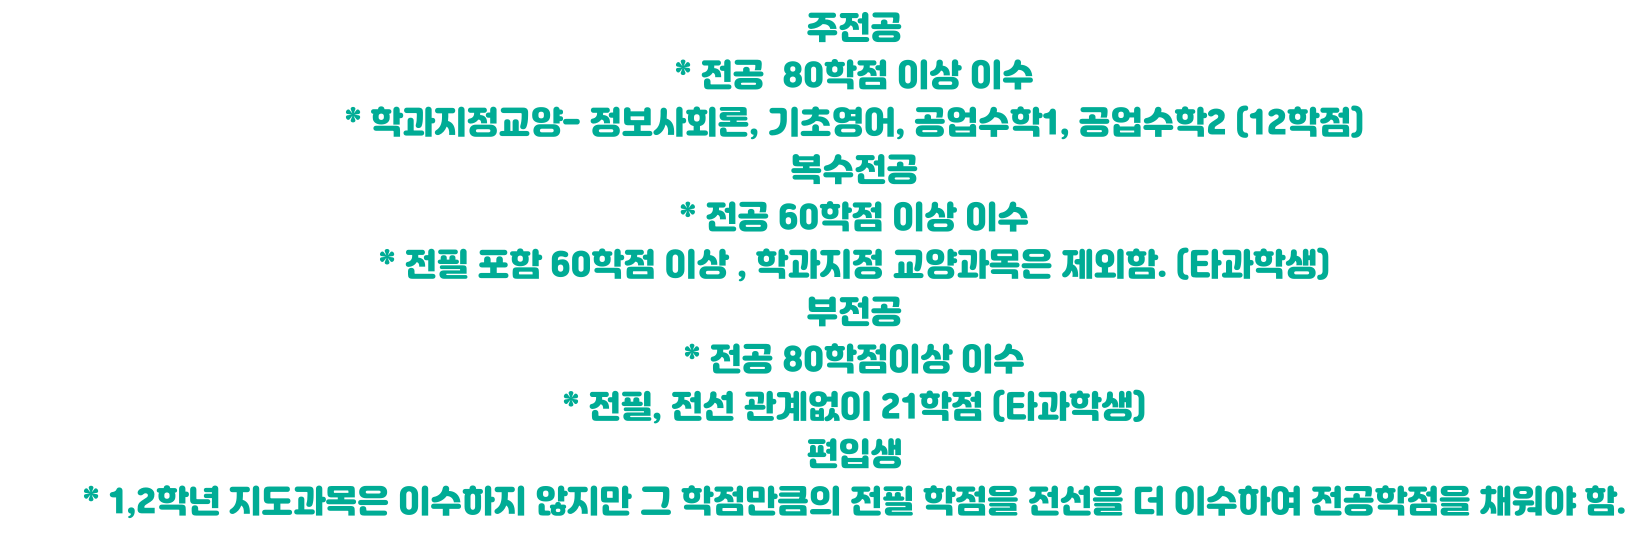 주전공
* 전공  80학점 이상 이수
* 학과지정교양- 정보사회론, 기초영어, 공업수학1, 공업수학2 (12학점)
복수전공
* 전공 60학점 이상 이수
* 전필 포함 60학점 이상 , 학과지정 교양과목은 제외함. (타과학생)
부전공
* 전공 80학점이상 이수
* 전필, 전선 관계없이 21학점 (타과학생)
편입생
* 1,2학년 지도과목은 이수하지 않지만 그 학점만큼의 전필 학점을 전선을 더 이수하여 전공학점을 채워야 함.